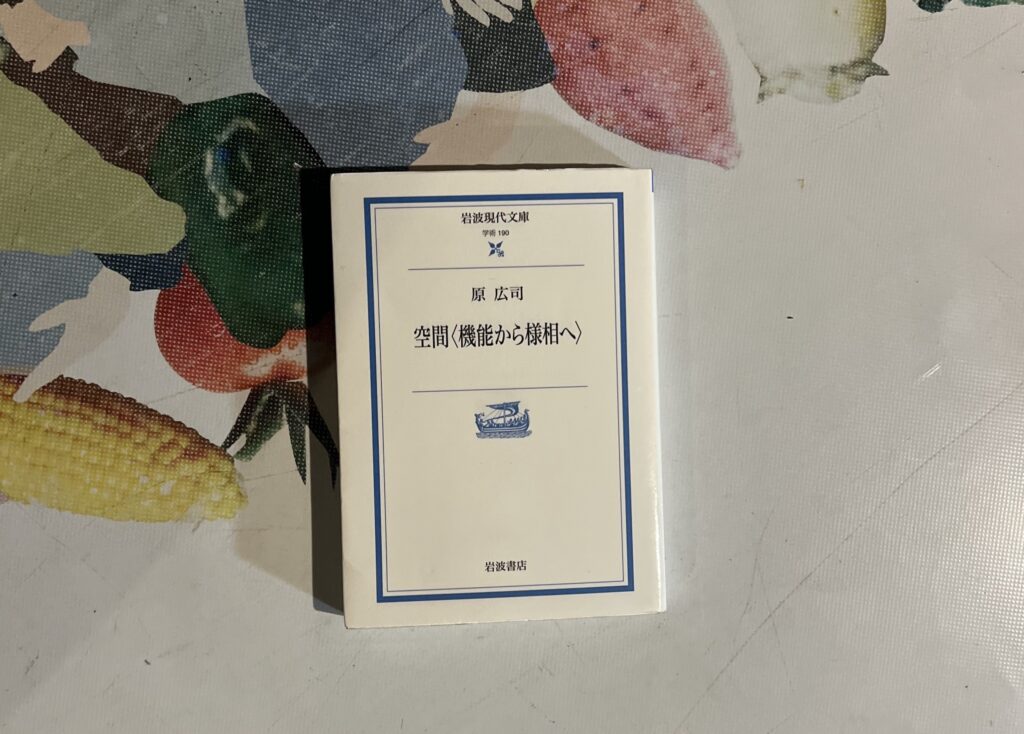 岩波現代文庫
学術 190
原 広司
空間〈機能から様相へ〉
岩波書店